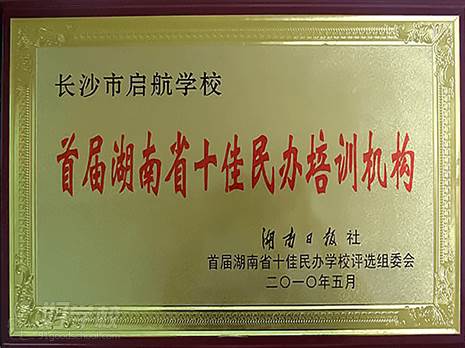 长沙市启航学校
首届湖南省十佳民办培训机构
湖南日报社
首届湖南省十佳民办学校评选组委会
二〇一〇年五月